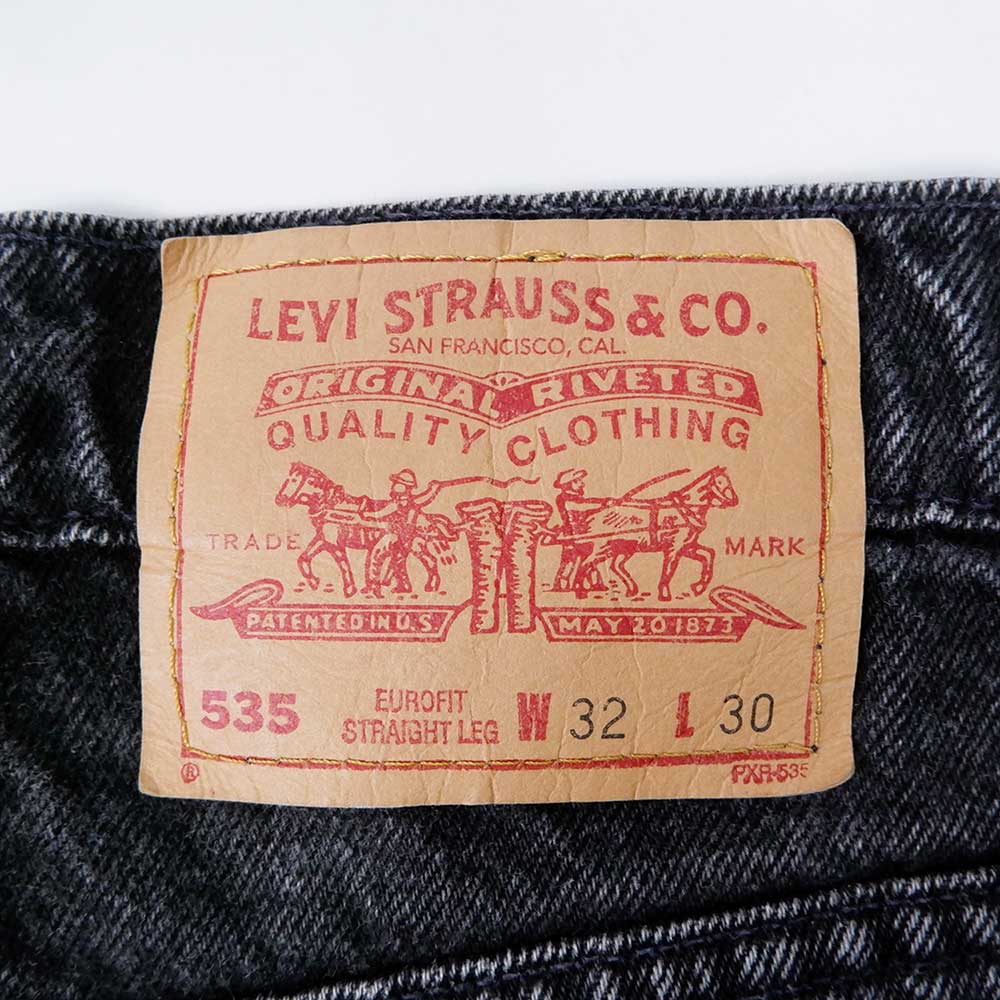 LEVI STRAUSS & CO.
SAN FRANCISCO, CAL.
ORIGINAL RIVETED
QUALITY CLOTHING
TRADE MARK
PATENTED IN U.S. MAY 20 1873
535 EUROFIT STRAIGHT LEG W 32 L 30
® PXR-535